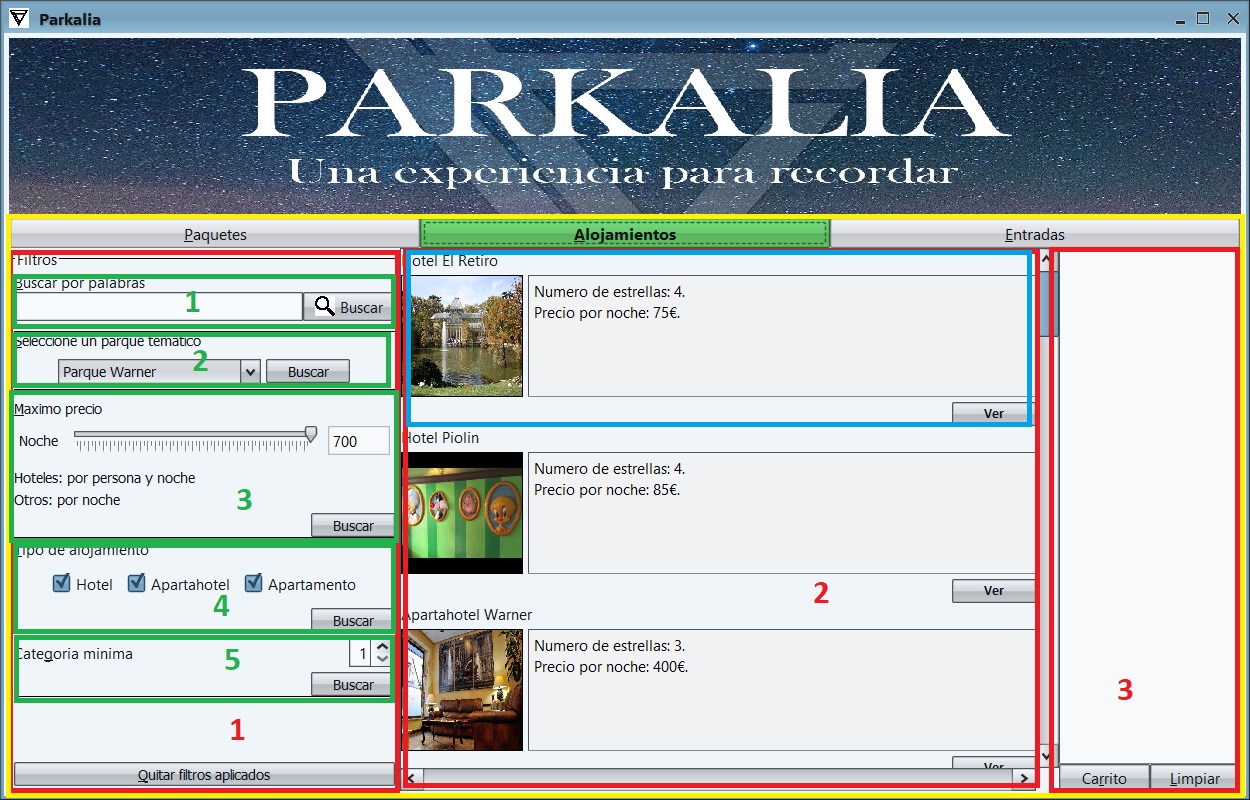 Parkalia
PARKALIA
Una experiencia para recordar
Paquetes
Alojamientos
Entradas
Filtros
Buscar por palabras
1
Buscar
Seleccione un parque temático
2
Parque Warner
Buscar
Maximo precio
Noche
700
Hoteles: por persona y noche
Otros: por noche
3
Buscar
Tipo de alojamiento
Hotel
Apartahotel
Apartamento
4
Buscar
Categoria minima
5
1
Buscar
1
Quitar filtros aplicados
Hotel El Retiro
Numero de estrellas: 4.
Precio por noche: 75€.
Ver
Hotel Piolin
Numero de estrellas: 4.
Precio por noche: 85€.
Ver
2
Apartahotel Warner
Numero de estrellas: 3.
Precio por noche: 400€.
Ver
3
Carrito
Limpiar